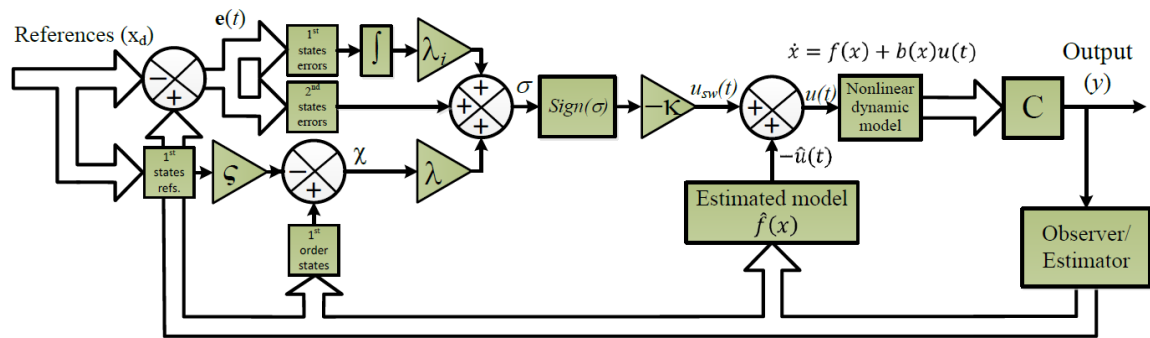 References (x_d)
e(t)
1st
states
errors
∫
λ_i
2nd
states
errors
σ
Sign(σ)
−κ
u_sw(t)
u(t)
ẋ = f(x) + b(x)u(t)
Nonlinear
dynamic
model
C
Output
(y)
1st
states
refs.
ς
χ
λ
1st
order
states
−û(t)
Estimated model
f̂(x)
Observer/
Estimator
− +
+ + +
− +
+ +